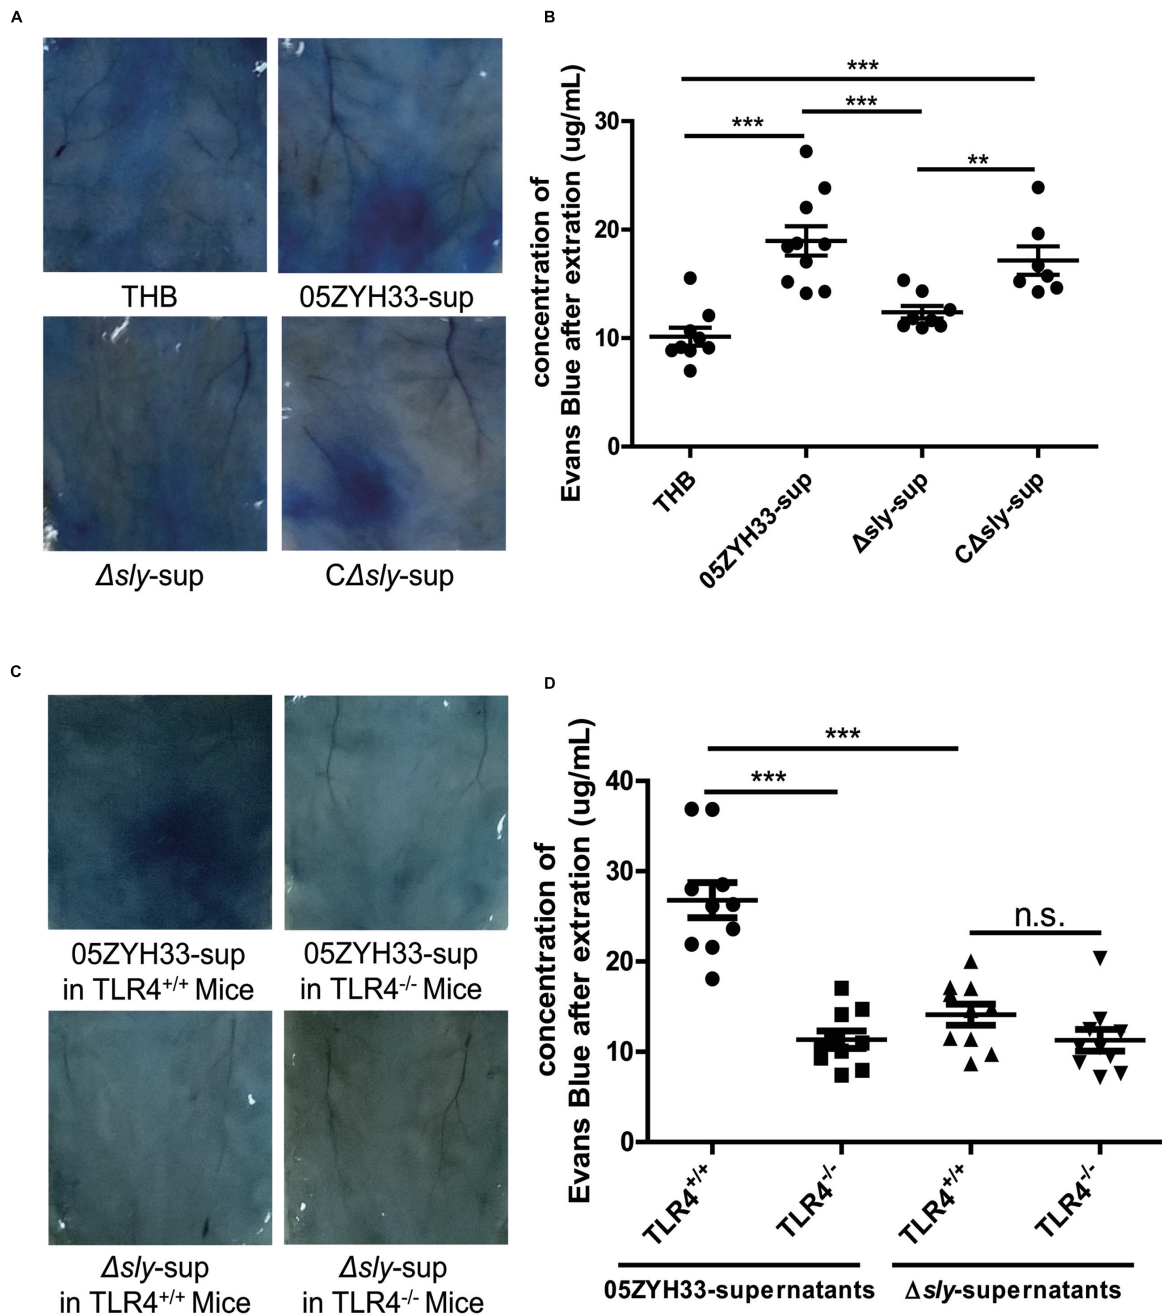 A
THB
05ZYH33-sup
Δsly-sup
CΔsly-sup
B
concentration of
Evans Blue after extration (ug/mL)
30
20
10
0
***
***
***
**
THB
05ZYH33-sup
Δsly-sup
CΔsly-sup
C
05ZYH33-sup
in TLR4+/+ Mice
05ZYH33-sup
in TLR4-/- Mice
Δsly-sup
in TLR4+/+ Mice
Δsly-sup
in TLR4-/- Mice
D
concentration of
Evans Blue after extration (ug/mL)
40
30
20
10
0
***
***
n.s.
TLR4+/+
TLR4-/-
TLR4+/+
TLR4-/-
05ZYH33-supernatants
Δsly-supernatants